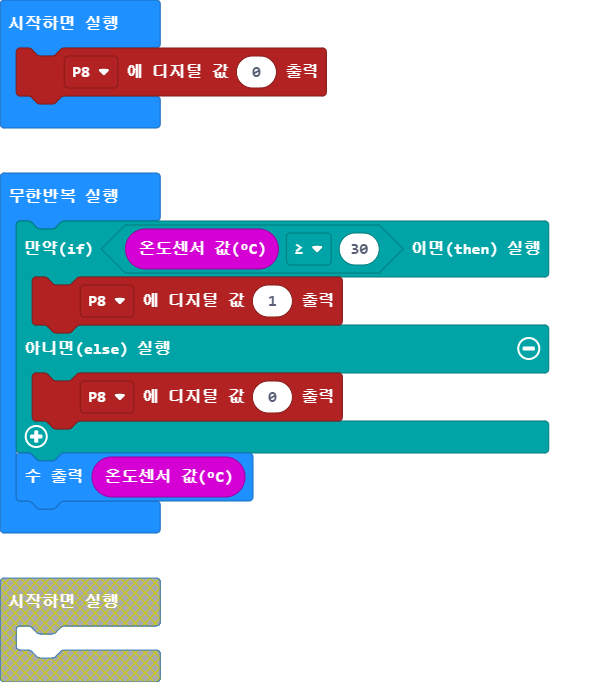 시작하면 실행
P8 에 디지털 값 0 출력
무한반복 실행
만약(if) 온도센서 값(ºC) ≥ 30 이면(then) 실행
P8 에 디지털 값 1 출력
아니면(else) 실행
P8 에 디지털 값 0 출력
수 출력 온도센서 값(ºC)
시작하면 실행